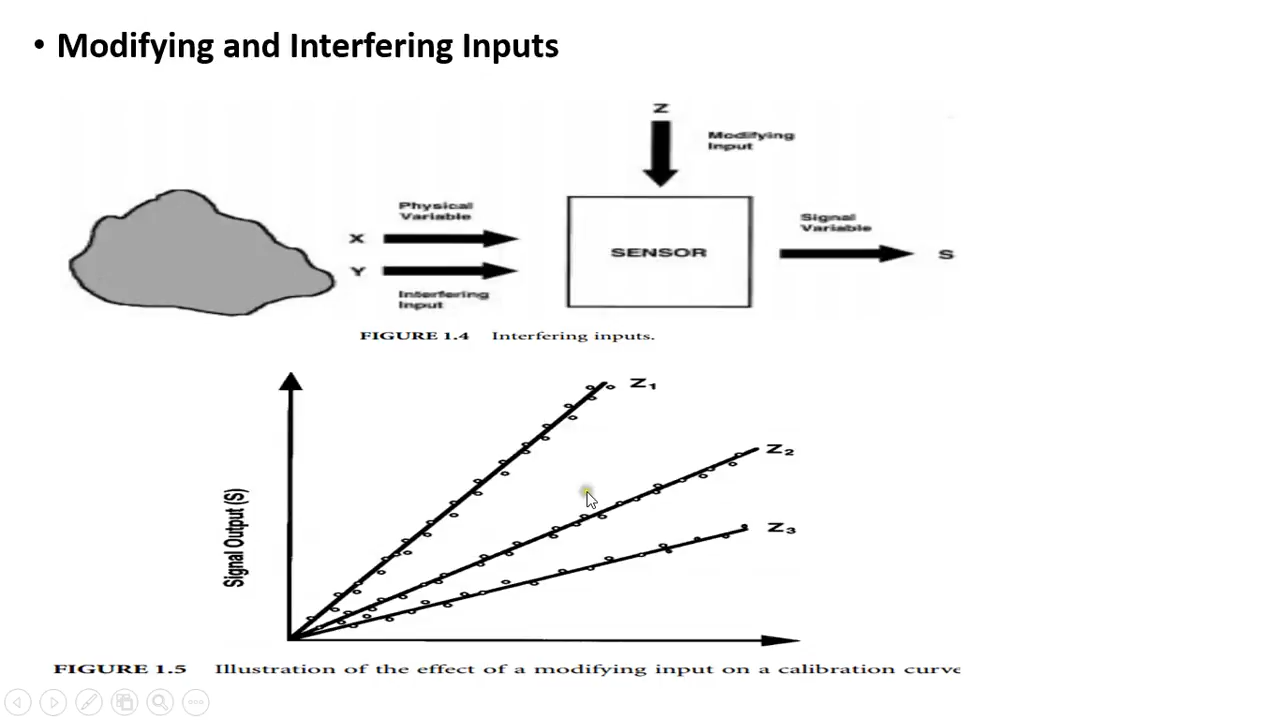 • Modifying and Interfering Inputs
Z
Modifying
Input
Physical
Variable
X
Y
Interfering
Input
SENSOR
Signal
Variable
S
FIGURE 1.4 Interfering inputs.
Z1
Z2
Z3
Signal Output (S)
FIGURE 1.5 Illustration of the effect of a modifying input on a calibration curve